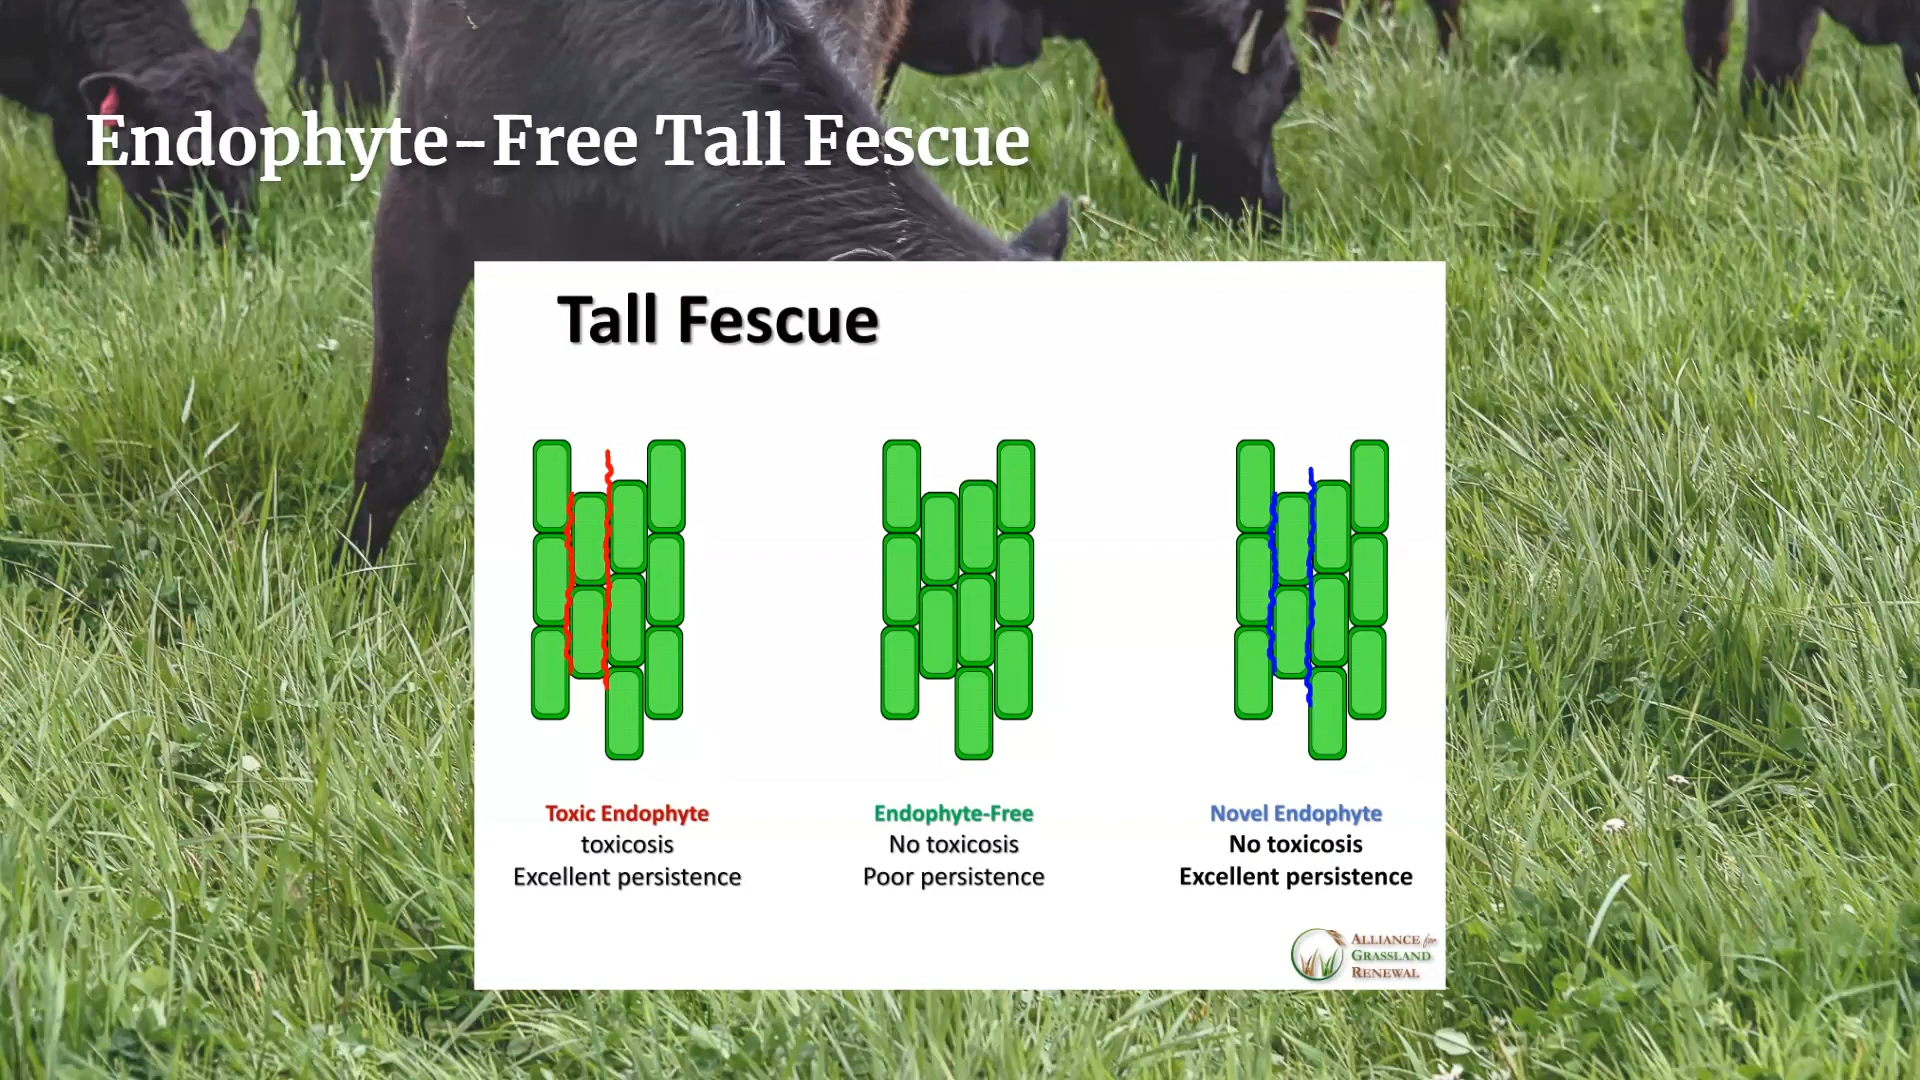 Endophyte-Free Tall Fescue
Tall Fescue
Toxic Endophyte
toxicosis
Excellent persistence
Endophyte-Free
No toxicosis
Poor persistence
Novel Endophyte
No toxicosis
Excellent persistence
ALLIANCE for
GRASSLAND
RENEWAL